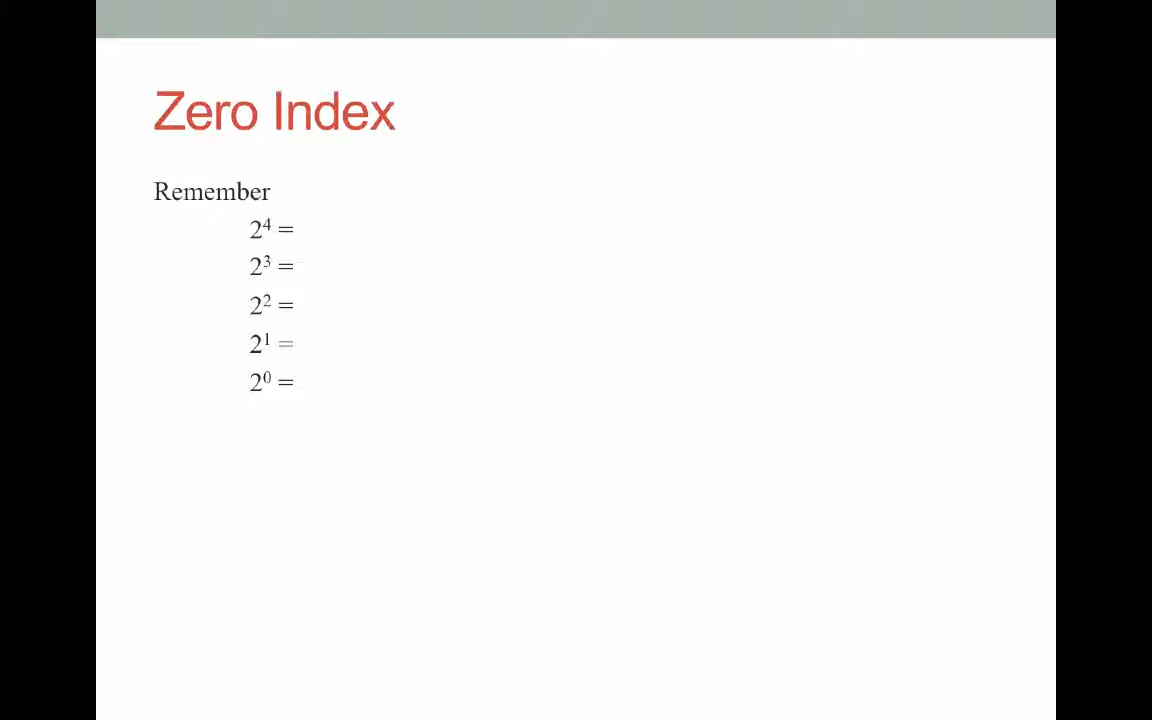 Zero Index
Remember
2⁴ =
2³ =
2² =
2¹ =
2⁰ =